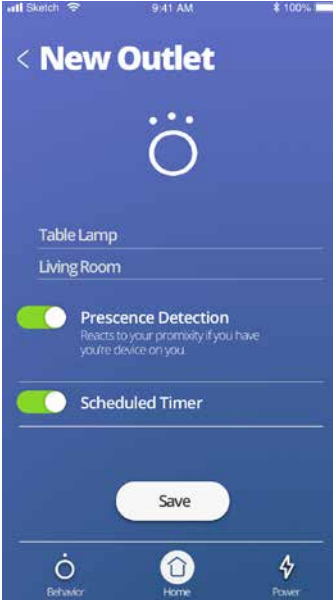 Sketch 9:41 AM 100%
< New Outlet
Table Lamp
Living Room
Prescence Detection
Reacts to your promixity if you have
you're device on you.
Scheduled Timer
Save
Behavior Home Power